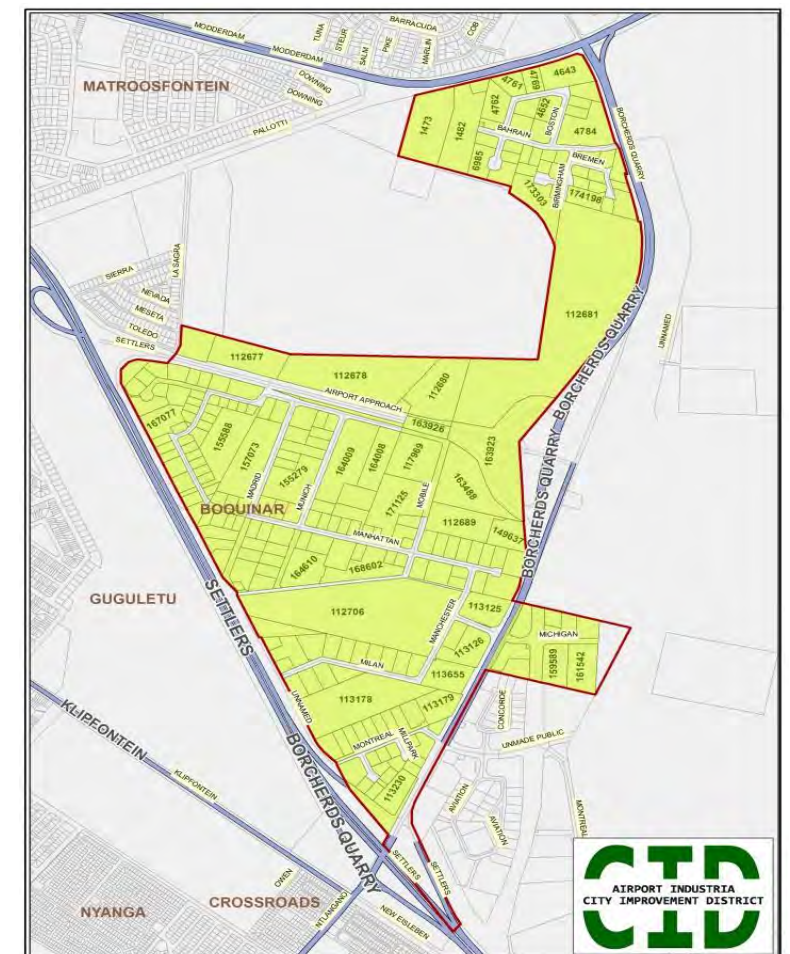 MODDERDAM
MODDERDAM
TUNA
STEUR
SALM
PIKE
BARRACUDA
MARLIN
COB
MATROOSFONTEIN
DOWNING
DOWNING
PALLOTTI
4761
4769
4643
4762
4652
BOSTON
1473
1482
BAHRAIN
4784
BORCHERDS QUARRY
6985
BREMEN
BIRMINGHAM
173303
174198
SIERRA
LA SAGRA
NEVADA
MESETA
TOLEDO
SETTLERS
112681
UNNAMED
BORCHERDS QUARRY
112677
112678
112680
AIRPORT APPROACH
163926
167077
155588
157073
MADRID
155279
MUNICH
164009
164008
117969
171125
MOBILE
163488
163923
BORCHERDS QUARRY
BOQUINAR
MANHATTAN
112689
149637
164610
168602
GUGULETU
SETTLERS
112706
MANCHESTER
113125
MICHIGAN
113126
159589
161542
MILAN
113655
UNNAMED
113178
113179
CONCORDE
KLIPFONTEIN
KLIPFONTEIN
MONTREAL
MILLPARK
UNMADE PUBLIC
BORCHERDS QUARRY
113230
AVIATION
AVIATION
MONTREAL
SETTLERS
SETTLERS
OWEN
NYANGA
CROSSROADS
NTLANGANO
NEW EISLEBEN
CID
AIRPORT INDUSTRIA
CITY IMPROVEMENT DISTRICT